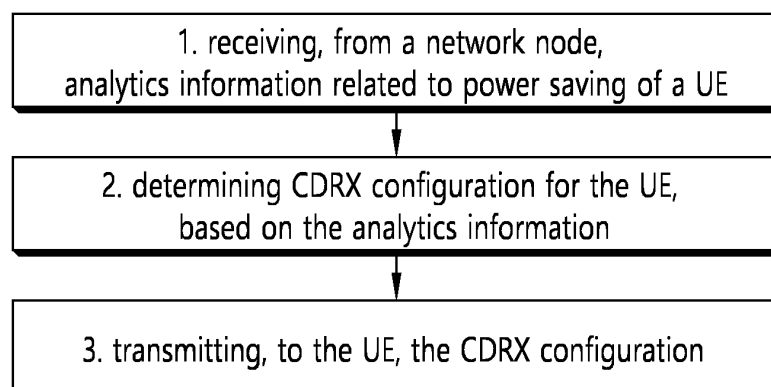 1. receiving, from a network node,
analytics information related to power saving of a UE
2. determining CDRX configuration for the UE,
based on the analytics information
3. transmitting, to the UE, the CDRX configuration